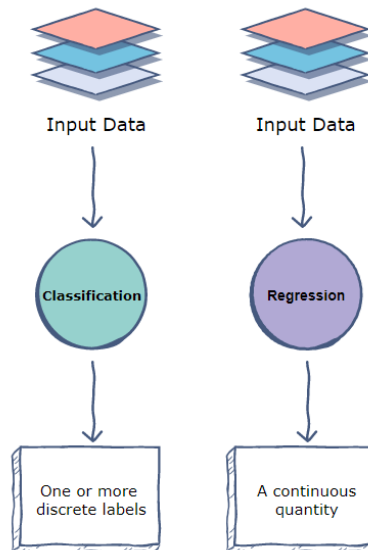 Input Data
Input Data
Classification
Regression
One or more
discrete labels
A continuous
quantity